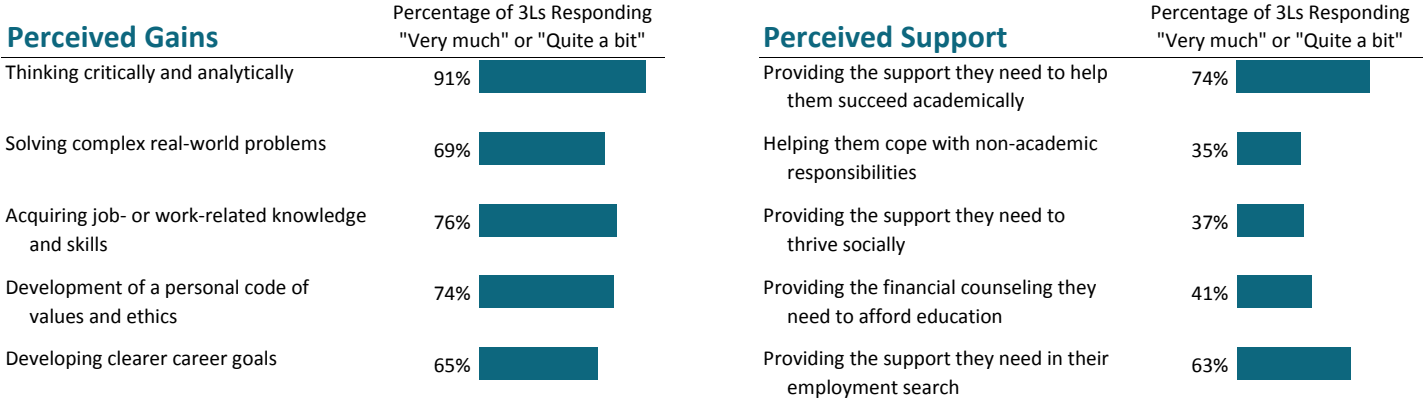 Perceived Gains
Percentage of 3Ls Responding
"Very much" or "Quite a bit"
Thinking critically and analytically
91%
Solving complex real-world problems
69%
Acquiring job- or work-related knowledge
and skills
76%
Development of a personal code of
values and ethics
74%
Developing clearer career goals
65%
Perceived Support
Percentage of 3Ls Responding
"Very much" or "Quite a bit"
Providing the support they need to help
them succeed academically
74%
Helping them cope with non-academic
responsibilities
35%
Providing the support they need to
thrive socially
37%
Providing the financial counseling they
need to afford education
41%
Providing the support they need in their
employment search
63%